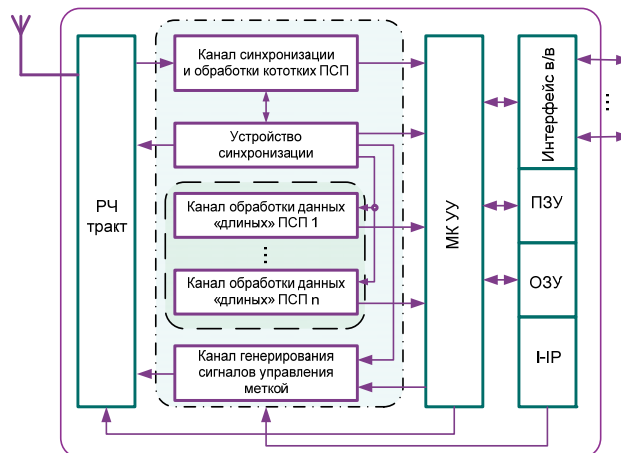 РЧ
тракт
Канал синхронизации
и обработки кототких ПСП
Устройство
синхронизации
Канал обработки данных
«длиных» ПСП 1
...
Канал обработки данных
«длиных» ПСП n
Канал генерирования
сигналов управления
меткой
МК УУ
Интерфейс в/в
ПЗУ
ОЗУ
I-IP
...